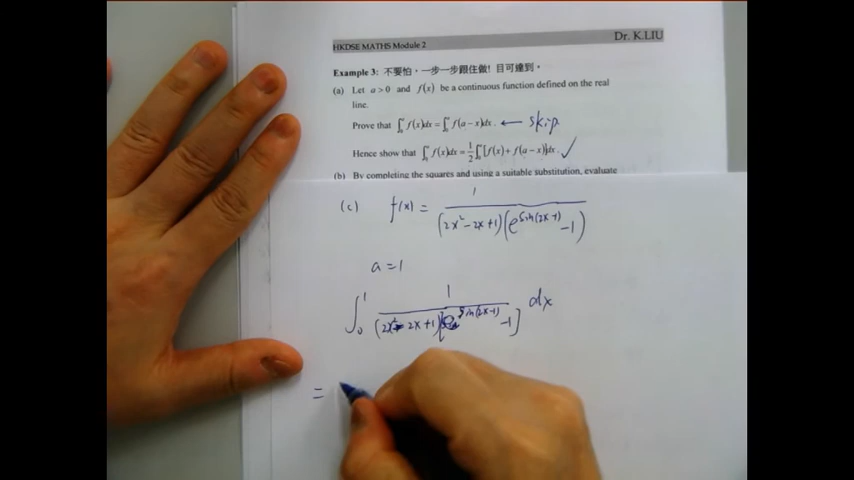 HKDSE MATHS Module 2 Dr. K.LIU
Example 3: 不要怕，一步一步跟住做! 目可達到。
(a) Let a > 0 and f(x) be a continuous function defined on the real
line.
Prove that ∫₀ᵃ f(x)dx = ∫₀ᵃ f(a − x)dx. ← skip
Hence show that ∫₀ᵃ f(x)dx = 1/2 ∫₀ᵃ [f(x) + f(a − x)]dx. ✓
(b) By completing the squares and using a suitable substitution, evaluate
(c) f(x) = 1/((2x² − 2x + 1)(e^(sin(2x−1)) − 1))
a = 1
∫₀¹ 1/((2x² − 2x + 1)[e^(sin(2x−1)) − 1] dx
=